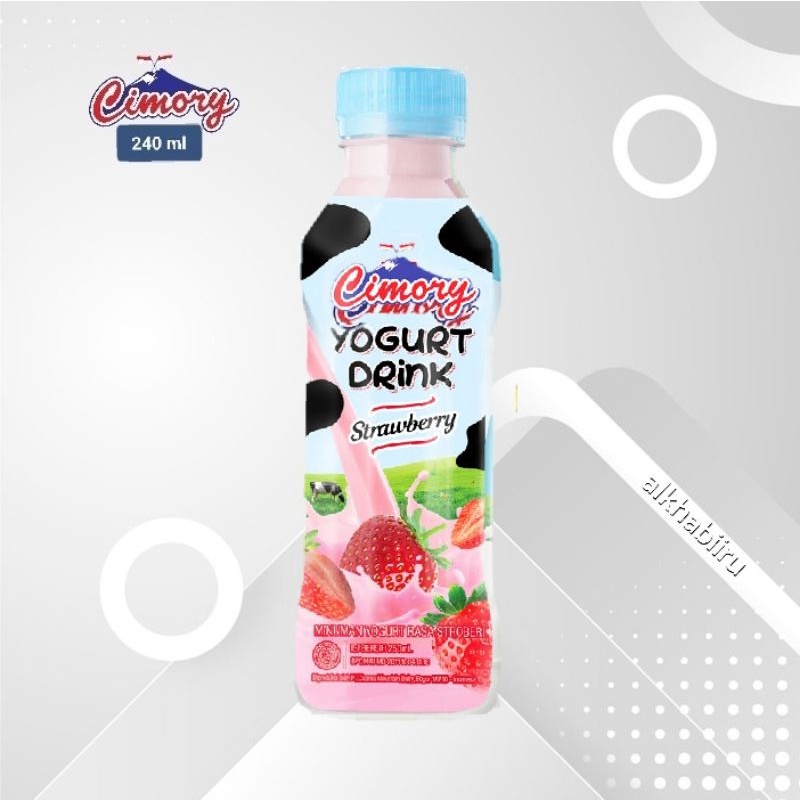 Cimory
240 ml
Cimory
YOGURT
DRINK
Strawberry
alkhabiiru
MINUMAN YOGURT RASA STROBERI